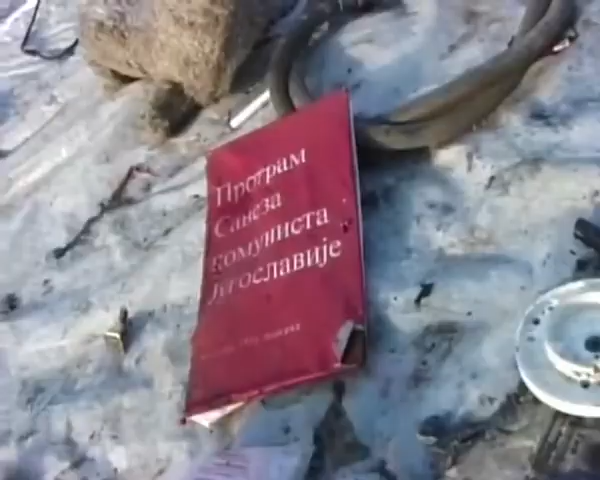 Програм
Савеза
комуниста
Југославије